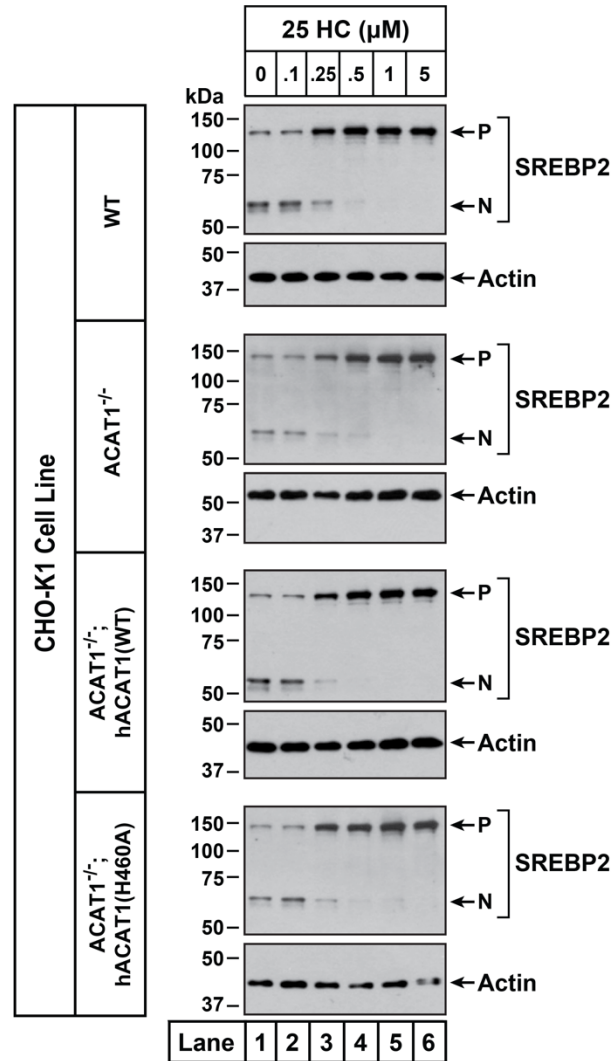 25 HC (µM)
0 .1 .25 .5 1 5
kDa
CHO-K1 Cell Line
WT
150
100
75
50
P
N
SREBP2
50
37
Actin
ACAT1-/-
150
100
75
50
P
N
SREBP2
50
37
Actin
ACAT1-/-;
hACAT1(WT)
150
100
75
50
P
N
SREBP2
50
37
Actin
ACAT1-/-;
hACAT1(H460A)
150
100
75
50
P
N
SREBP2
50
37
Actin
Lane 1 2 3 4 5 6